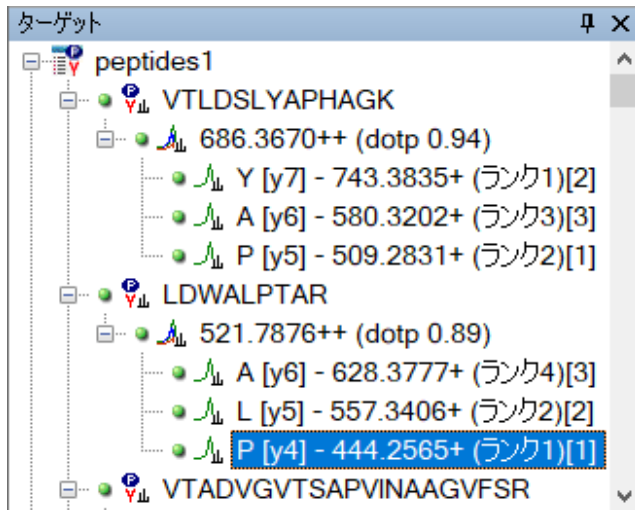 ターゲット
peptides1
VTLDSLYAPHAGK
686.3670++ (dotp 0.94)
Y [y7] - 743.3835+ (ランク1)[2]
A [y6] - 580.3202+ (ランク3)[3]
P [y5] - 509.2831+ (ランク2)[1]
LDWALPTAR
521.7876++ (dotp 0.89)
A [y6] - 628.3777+ (ランク4)[3]
L [y5] - 557.3406+ (ランク2)[2]
P [y4] - 444.2565+ (ランク1)[1]
VTADVGVTSAPVINAAGVFSR